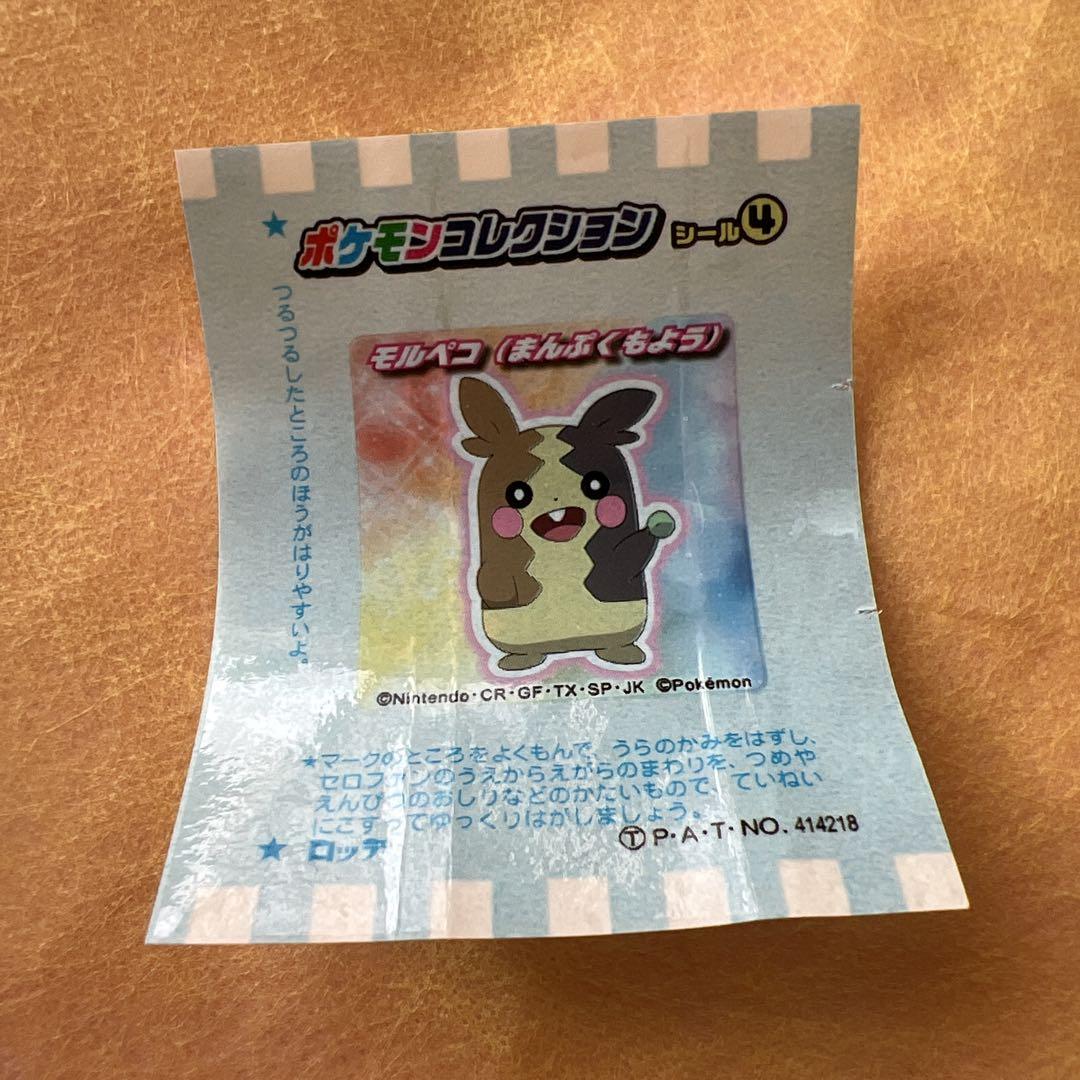 ★ ポケモンコレクション シール④
つるつるしたところのほうがはりやすいよ。
モルペコ（まんぷくもよう）
©Nintendo・CR・GF・TX・SP・JK ©Pokémon
★マークのところをよくもんで、うらのかみをはずし、
セロファンのうえからえがらのまわりを、つめや
えんぴつのおしりなどのかたいもので、ていねい
にこすってゆっくりはがしましょう。
Ⓣ P・A・T・NO. 414218
★ ロッテ